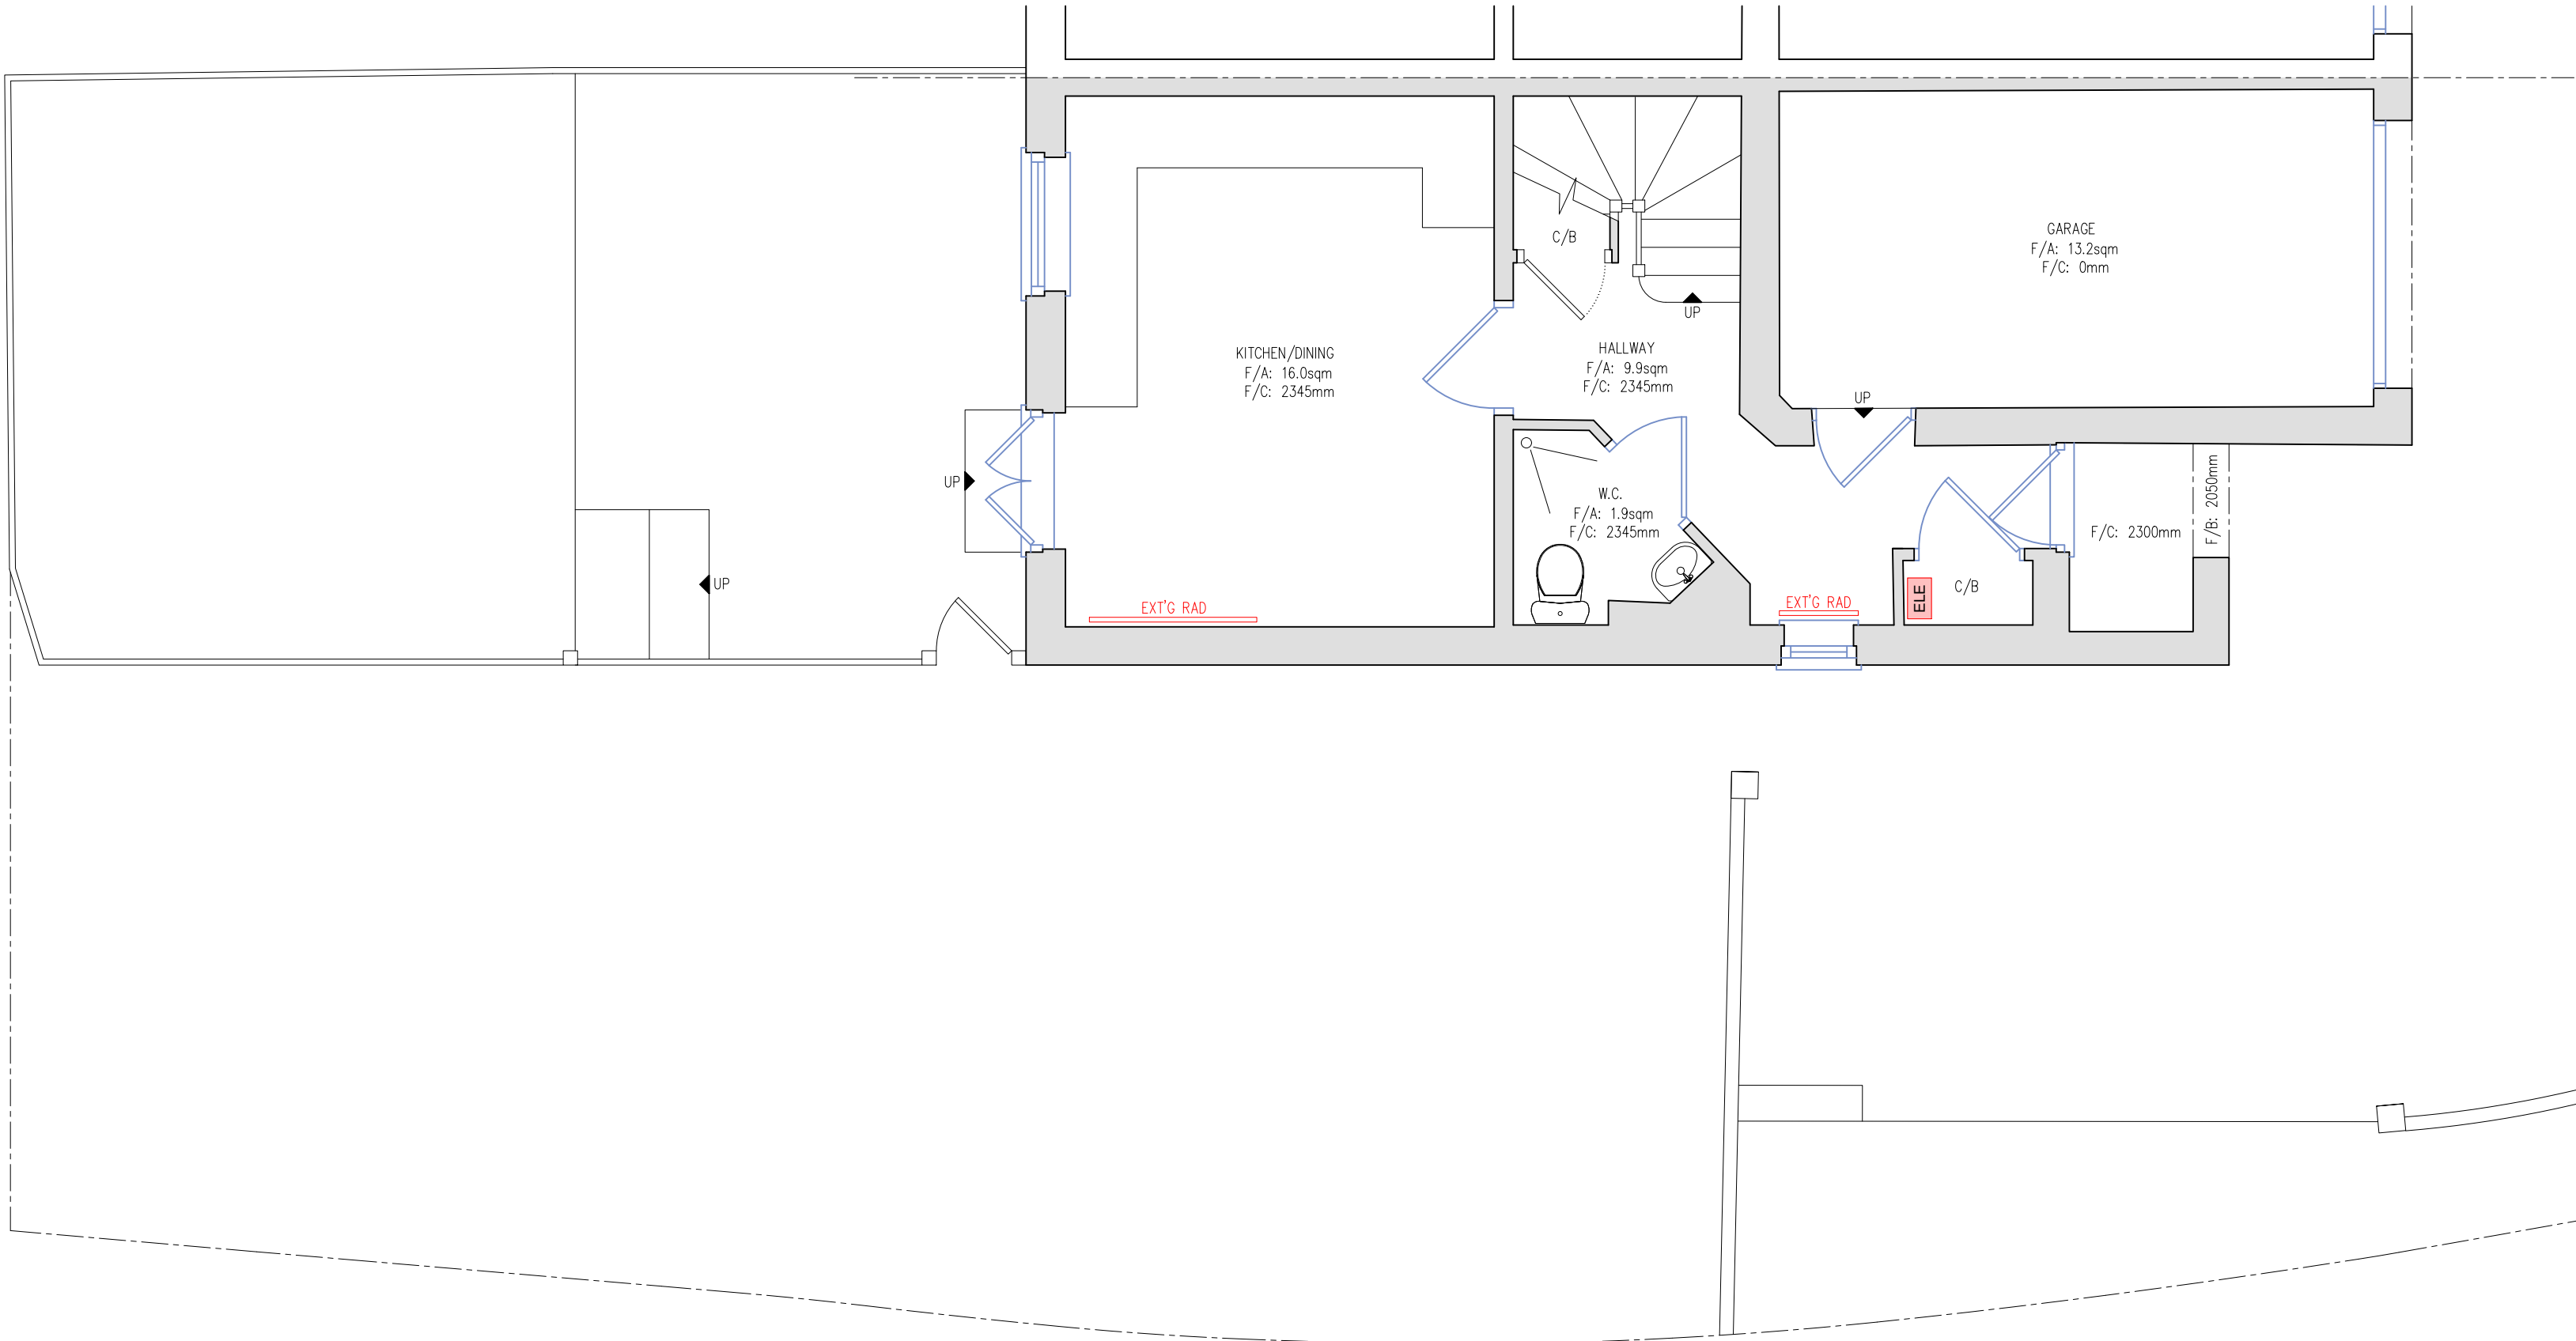 C/B
GARAGE
F/A: 13.2sqm
F/C: 0mm
UP
KITCHEN/DINING
F/A: 16.0sqm
F/C: 2345mm
HALLWAY
F/A: 9.9sqm
F/C: 2345mm
UP
UP
W.C.
F/A: 1.9sqm
F/C: 2345mm
F/C: 2300mm
F/B: 2050mm
UP
EXT'G RAD
EXT'G RAD
ELE
C/B